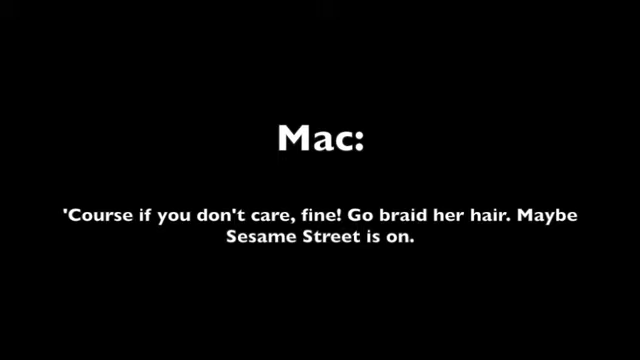 Mac:
'Course if you don't care, fine! Go braid her hair. Maybe
Sesame Street is on.